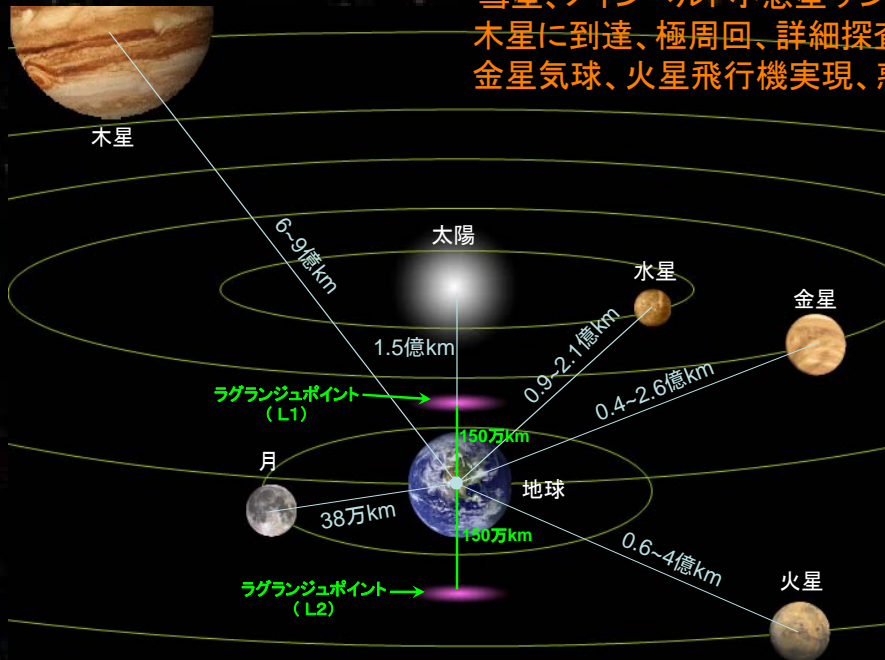 木星に到達、極周回、詳細探査
金星気球、火星飛行機実現、
木星
6~9億km
太陽
水星
金星
1.5億km
0.9~2.1億km
0.4~2.6億km
ラグランジュポイント
（L1）
150万km
月
地球
38万km
150万km
0.6~4億km
ラグランジュポイント
（L2）
火星